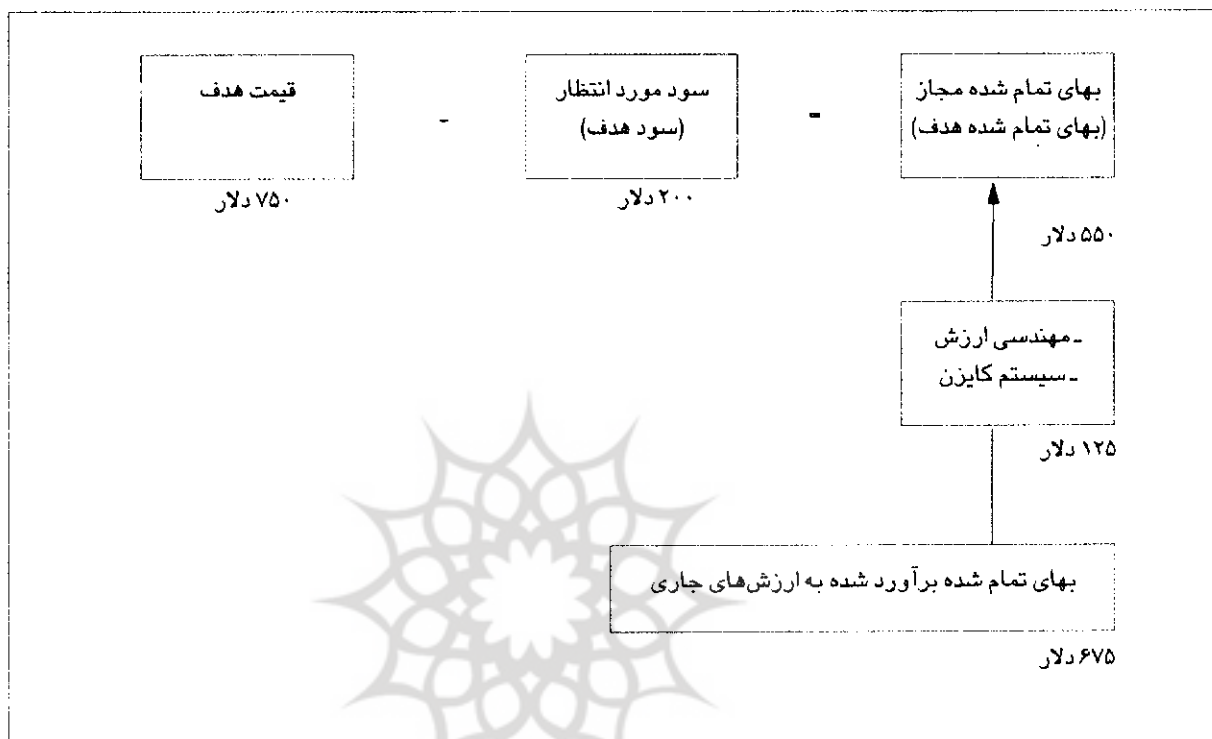 بهای تمام شده مجاز
(بهای تمام شده هدف)
-
سود مورد انتظار
(سود هدف)
-
قیمت هدف
۵۵۰ دلار
۲۰۰ دلار
۷۵۰ دلار
ـ مهندسی ارزش
ـ سیستم کایزن
۱۲۵ دلار
بهای تمام شده برآورد شده به ارزش‌های جاری
۶۷۵ دلار